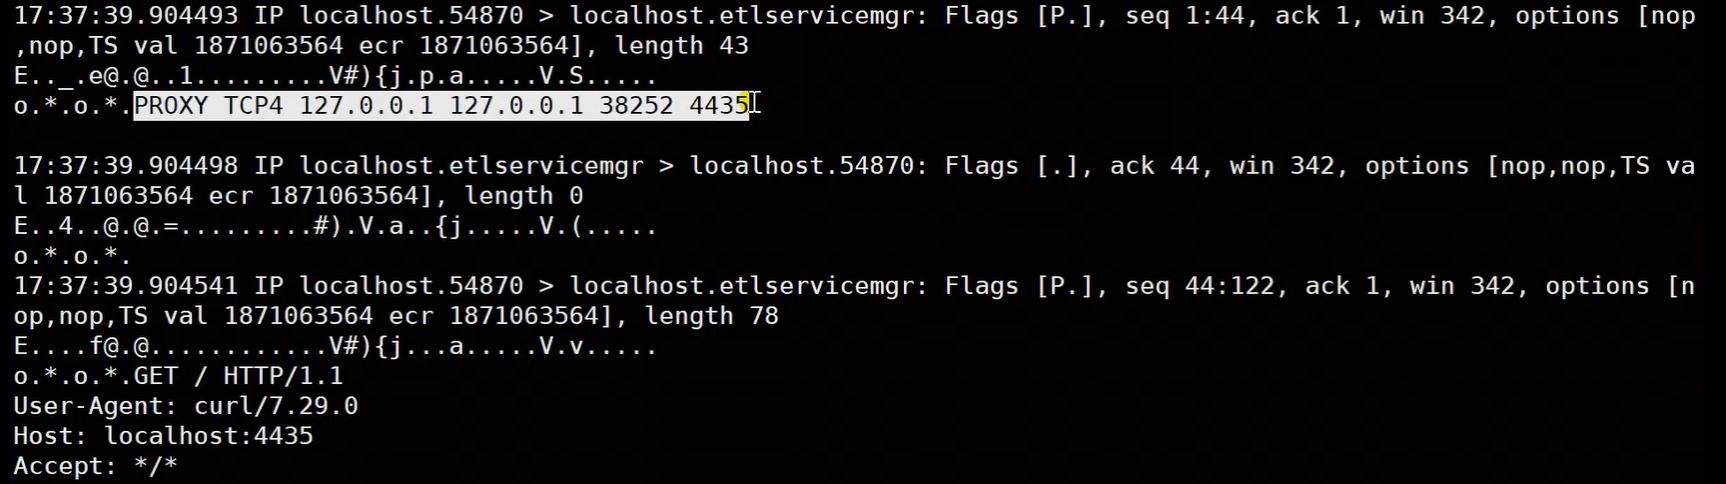 17:37:39.904493 IP localhost.54870 > localhost.etlservicemgr: Flags [P.], seq 1:44, ack 1, win 342, options [nop
,nop,TS val 1871063564 ecr 1871063564], length 43
E.._.e@.@..1.........V#){j.p.a.....V.S.....
o.*.o.*.PROXY TCP4 127.0.0.1 127.0.0.1 38252 4435
17:37:39.904498 IP localhost.etlservicemgr > localhost.54870: Flags [.], ack 44, win 342, options [nop,nop,TS va
l 1871063564 ecr 1871063564], length 0
E..4..@.@.=.........#).V.a..{j.....V.(.....
o.*.o.*.
17:37:39.904541 IP localhost.54870 > localhost.etlservicemgr: Flags [P.], seq 44:122, ack 1, win 342, options [n
op,nop,TS val 1871063564 ecr 1871063564], length 78
E....f@.@............V#){j...a.....V.v.....
o.*.o.*.GET / HTTP/1.1
User-Agent: curl/7.29.0
Host: localhost:4435
Accept: */*